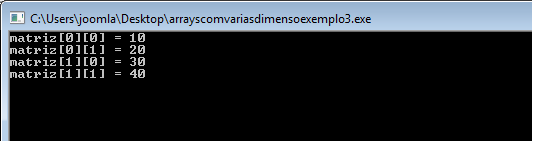 C:\Users\joomla\Desktop\arrayscomvariasdimensoexemplo3.exe
matriz[0][0] = 10
matriz[0][1] = 20
matriz[1][0] = 30
matriz[1][1] = 40